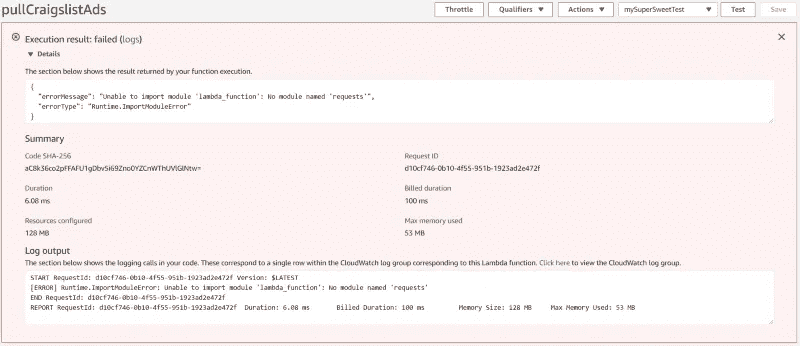 pullCraigslistAds
Throttle Qualifiers Actions mySuperSweetTest Test Save
Execution result: failed (logs)
Details
The section below shows the result returned by your function execution.
{
"errorMessage": "Unable to import module 'lambda_function': No module named 'requests'",
"errorType": "Runtime.ImportModuleError"
}
Summary
Code SHA-256 Request ID
d10cf746-0b10-4f55-951b-1923ad2e472f
Duration Billed duration
6.08 ms 100 ms
Resources configured Max memory used
128 MB 53 MB
Log output
The section below shows the logging calls in your code. These correspond to a single row within the CloudWatch log group corresponding to this Lambda function. Click here to view the CloudWatch log group.
START RequestId: d10cf746-0b10-4f55-951b-1923ad2e472f Version: $LATEST
[ERROR] Runtime.ImportModuleError: Unable to import module 'lambda_function': No module named 'requests'
END RequestId: d10cf746-0b10-4f55-951b-1923ad2e472f
REPORT RequestId: d10cf746-0b10-4f55-951b-1923ad2e472f Duration: 6.08 ms Billed Duration: 100 ms Memory Size: 128 MB Max Memory Used: 53 MB